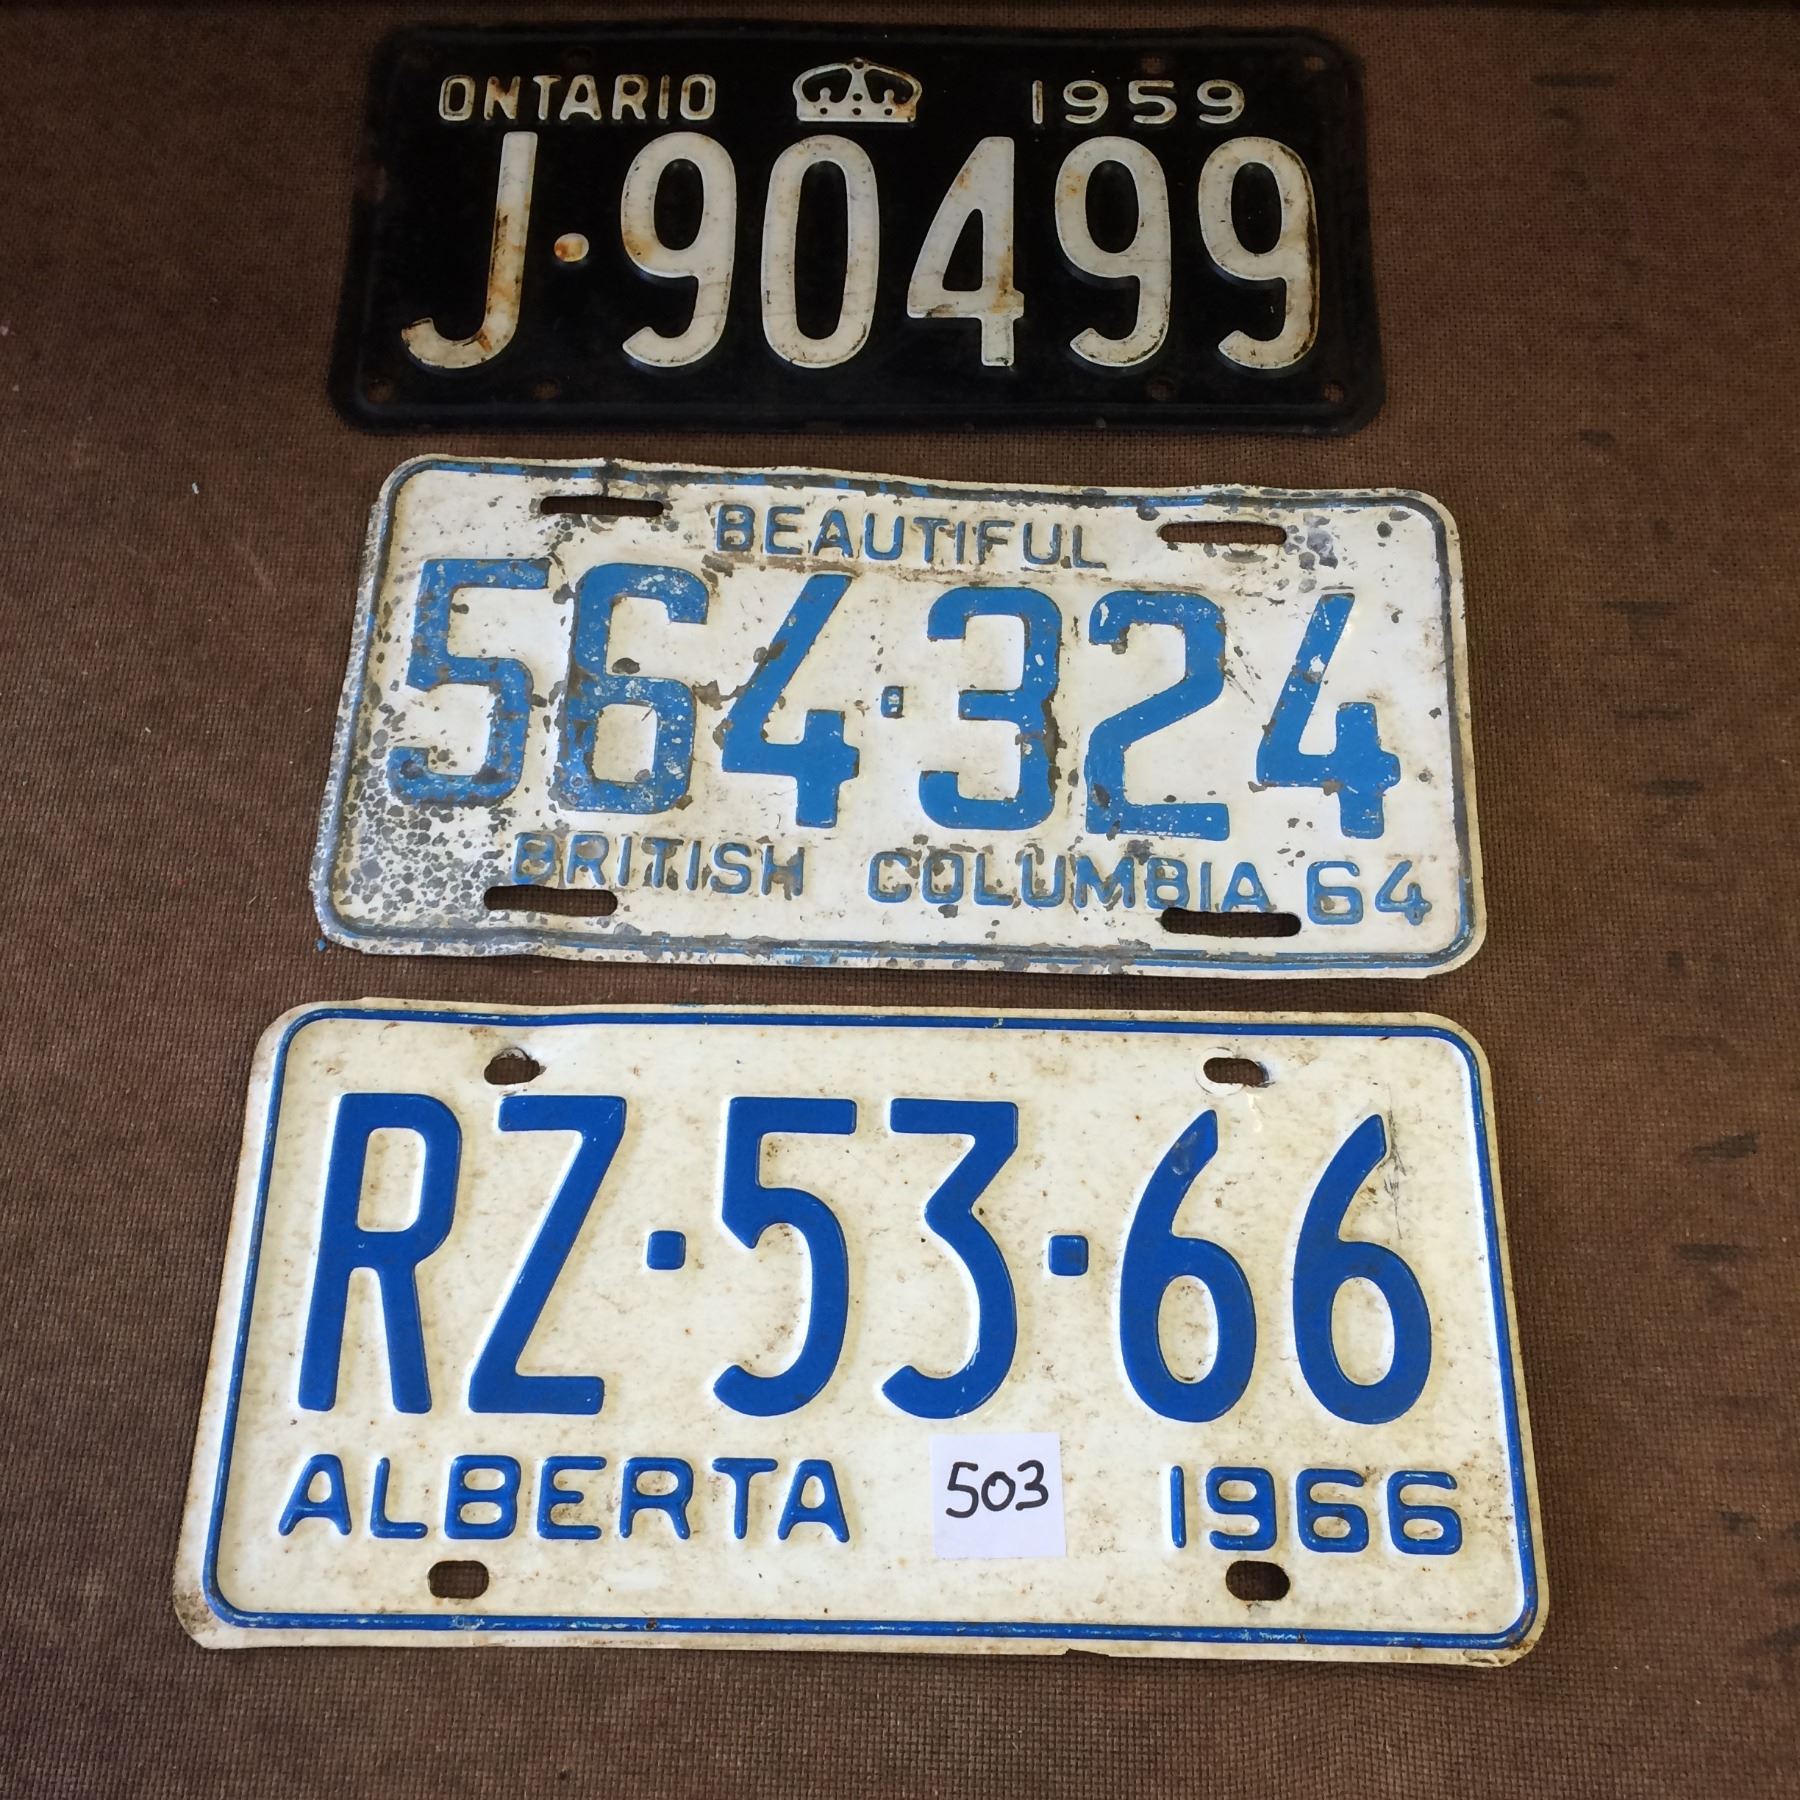 ONTARIO 1959
J·90499
BEAUTIFUL
564·324
BRITISH COLUMBIA 64
RZ·53·66
ALBERTA 503 1966